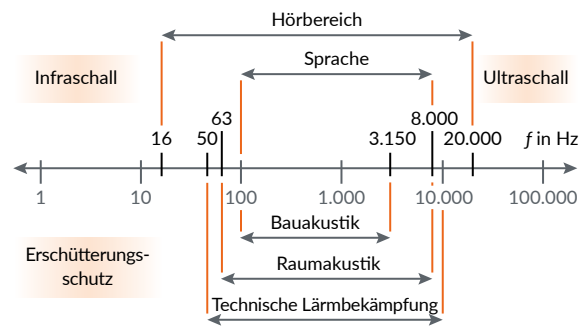 Hörbereich
Infraschall
Sprache
Ultraschall
16
50
63
3.150
8.000
20.000
f in Hz
1
10
100
1.000
10.000
100.000
Bauakustik
Erschütterungs-
schutz
Raumakustik
Technische Lärmbekämpfung